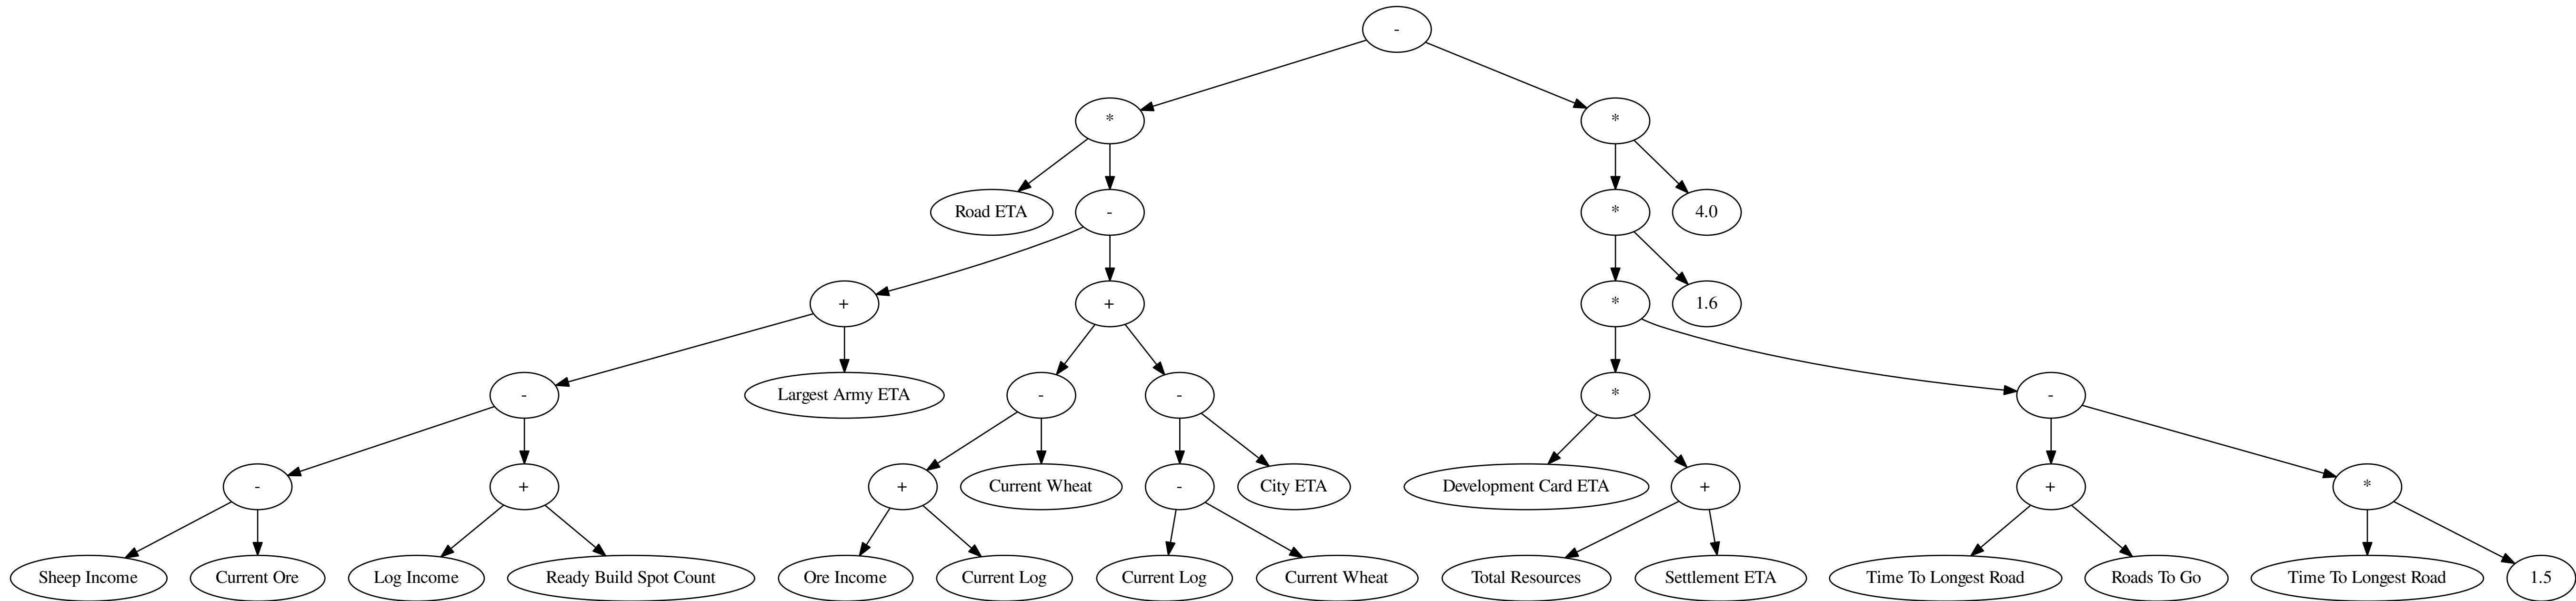 -
*
*
Road ETA
-
*
4.0
+
+
*
1.6
-
Largest Army ETA
-
-
*
-
-
+
+
Current Wheat
-
City ETA
Development Card ETA
+
+
*
Sheep Income
Current Ore
Log Income
Ready Build Spot Count
Ore Income
Current Log
Current Log
Current Wheat
Total Resources
Settlement ETA
Time To Longest Road
Roads To Go
Time To Longest Road
1.5